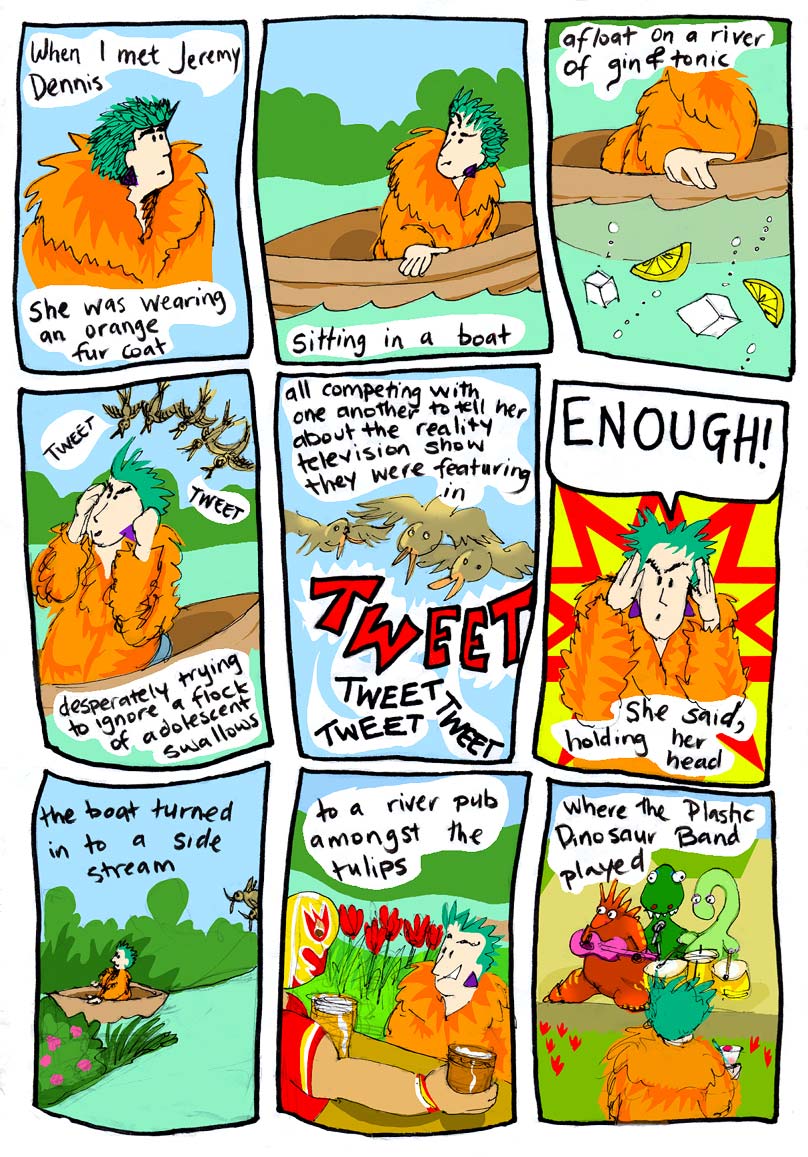 When I met Jeremy
Dennis
She was wearing
an orange
fur coat
Sitting in a boat
afloat on a river
of gin & tonic
TWEET
TWEET
desperately trying
to ignore a flock
of adolescent
swallows
all competing with
one another to tell her
about the reality
television show
they were featuring
in
TWEET
TWEET
TWEET
TWEET
ENOUGH!
She said,
holding her
head
the boat turned
in to a side
stream
to a river pub
amongst the
tulips
where the Plastic
Dinosaur Band
played